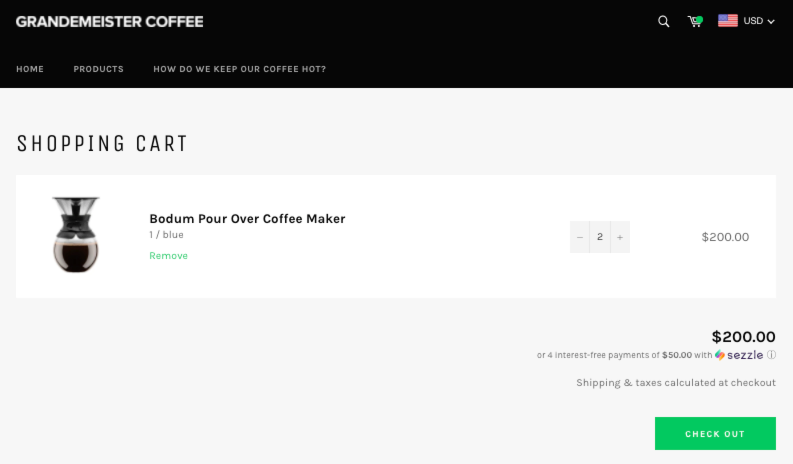 GRANDEMEISTER COFFEE
USD
HOME PRODUCTS HOW DO WE KEEP OUR COFFEE HOT?
SHOPPING CART
Bodum Pour Over Coffee Maker
1 / blue
− 2 + $200.00
Remove
$200.00
or 4 interest-free payments of $50.00 with sezzle ⓘ
Shipping & taxes calculated at checkout
CHECK OUT